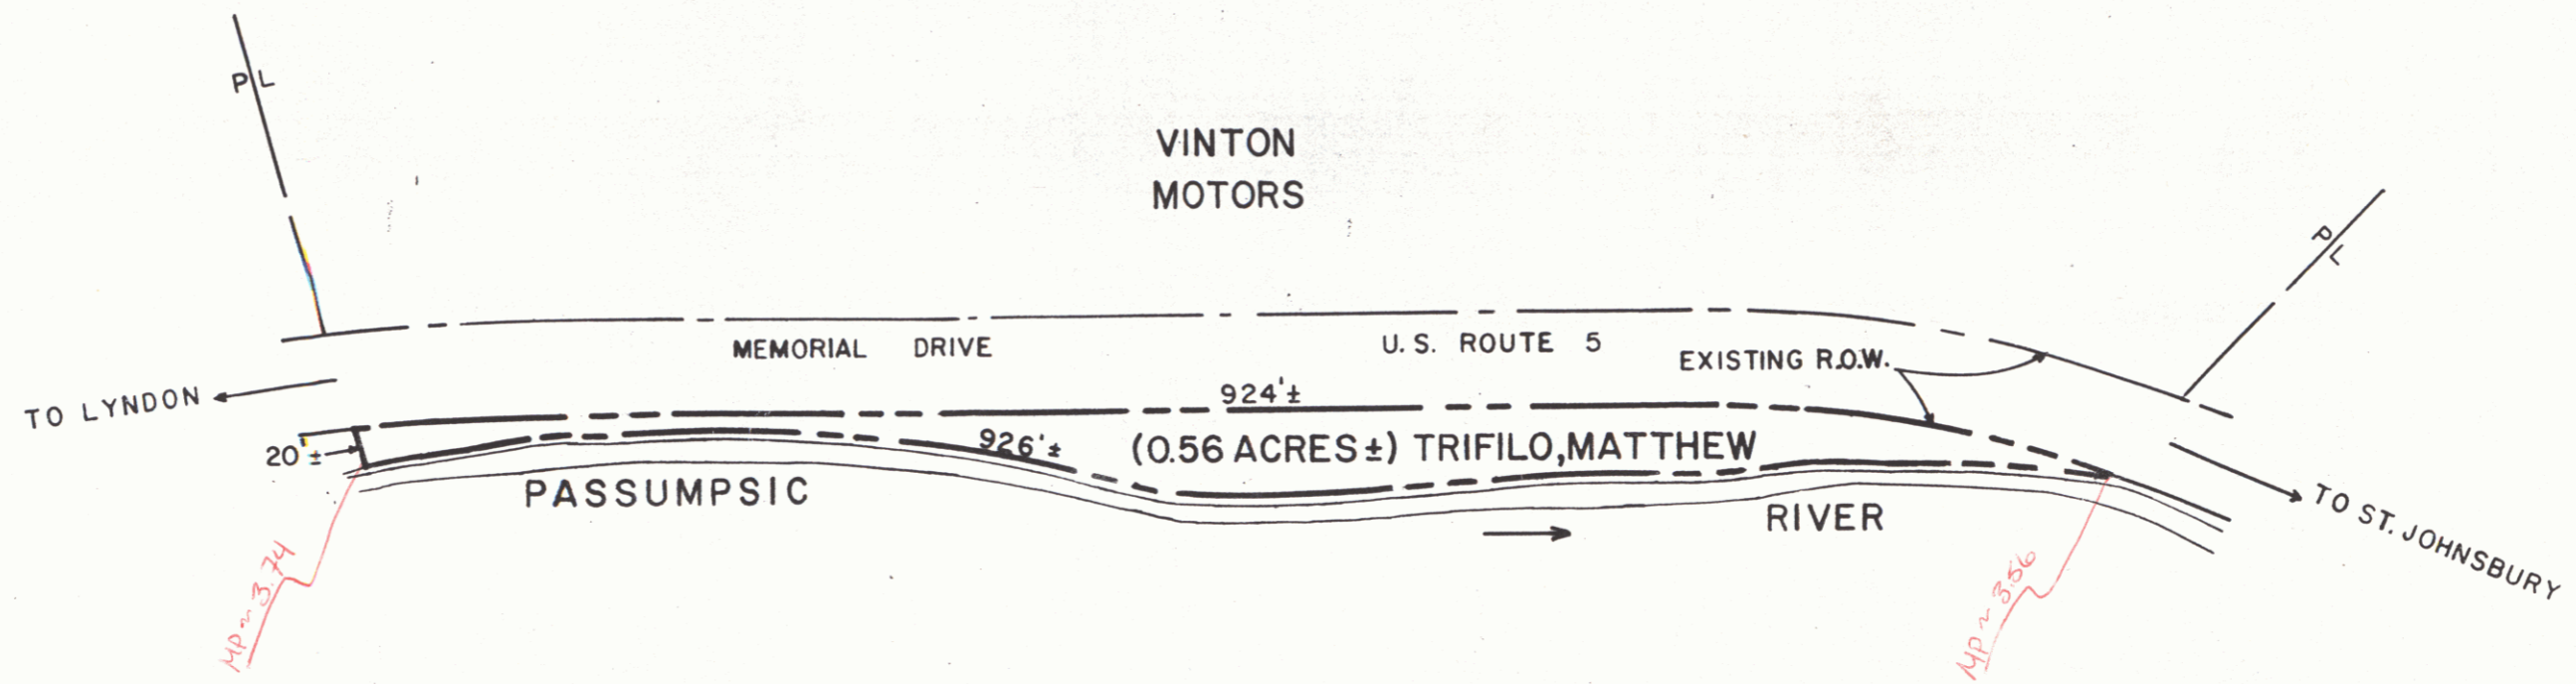 P L
VINTON
MOTORS
P L
MEMORIAL DRIVE
U.S. ROUTE 5
EXISTING R.O.W.
TO LYNDON
924'±
20'±
926'±
(0.56 ACRES±) TRIFILO,MATTHEW
PASSUMPSIC
RIVER
TO ST. JOHNSBURY
MP~3.74
MP~3.56